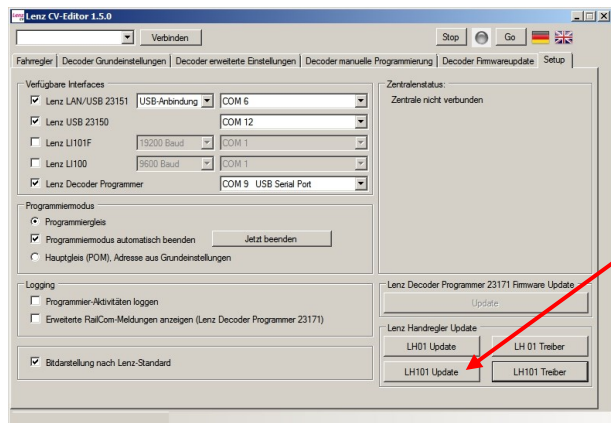 Lenz CV-Editor 1.5.0
Verbinden
Stop
Go
Fahrregler
Decoder Grundeinstellungen
Decoder erweiterte Einstellungen
Decoder manuelle Programmierung
Decoder Firmwareupdate
Setup
Verfügbare Interfaces
Lenz LAN/USB 23151 USB-Anbindung COM 6
Lenz USB 23150 COM 12
Lenz LI101F 19200 Baud COM 1
Lenz LI100 9600 Baud COM 1
Lenz Decoder Programmer COM 9 USB Serial Port
Programmiermodus
Programmiergleis
Programmiermodus automatisch beenden Jetzt beenden
Hauptgleis (POM), Adresse aus Grundeinstellungen
Logging
Programmier-Aktivitäten loggen
Erweiterte RailCom-Meldungen anzeigen (Lenz Decoder Programmer 23171)
Bitdarstellung nach Lenz-Standard
Zentralenstatus:
Zentrale nicht verbunden
Lenz Decoder Programmer 23171 Firmware Update
Update
Lenz Handregler Update
LH01 Update LH 01 Treiber
LH101 Update LH101 Treiber